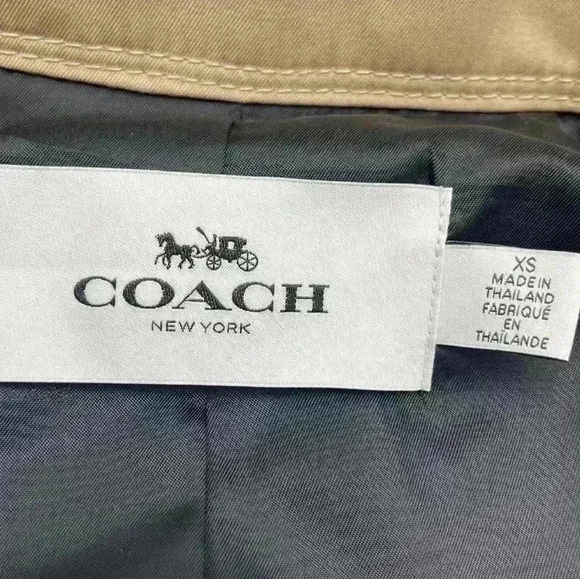 COACH
NEW YORK
XS
MADE IN
THAILAND
FABRIQUÉ
EN
THAÏLANDE